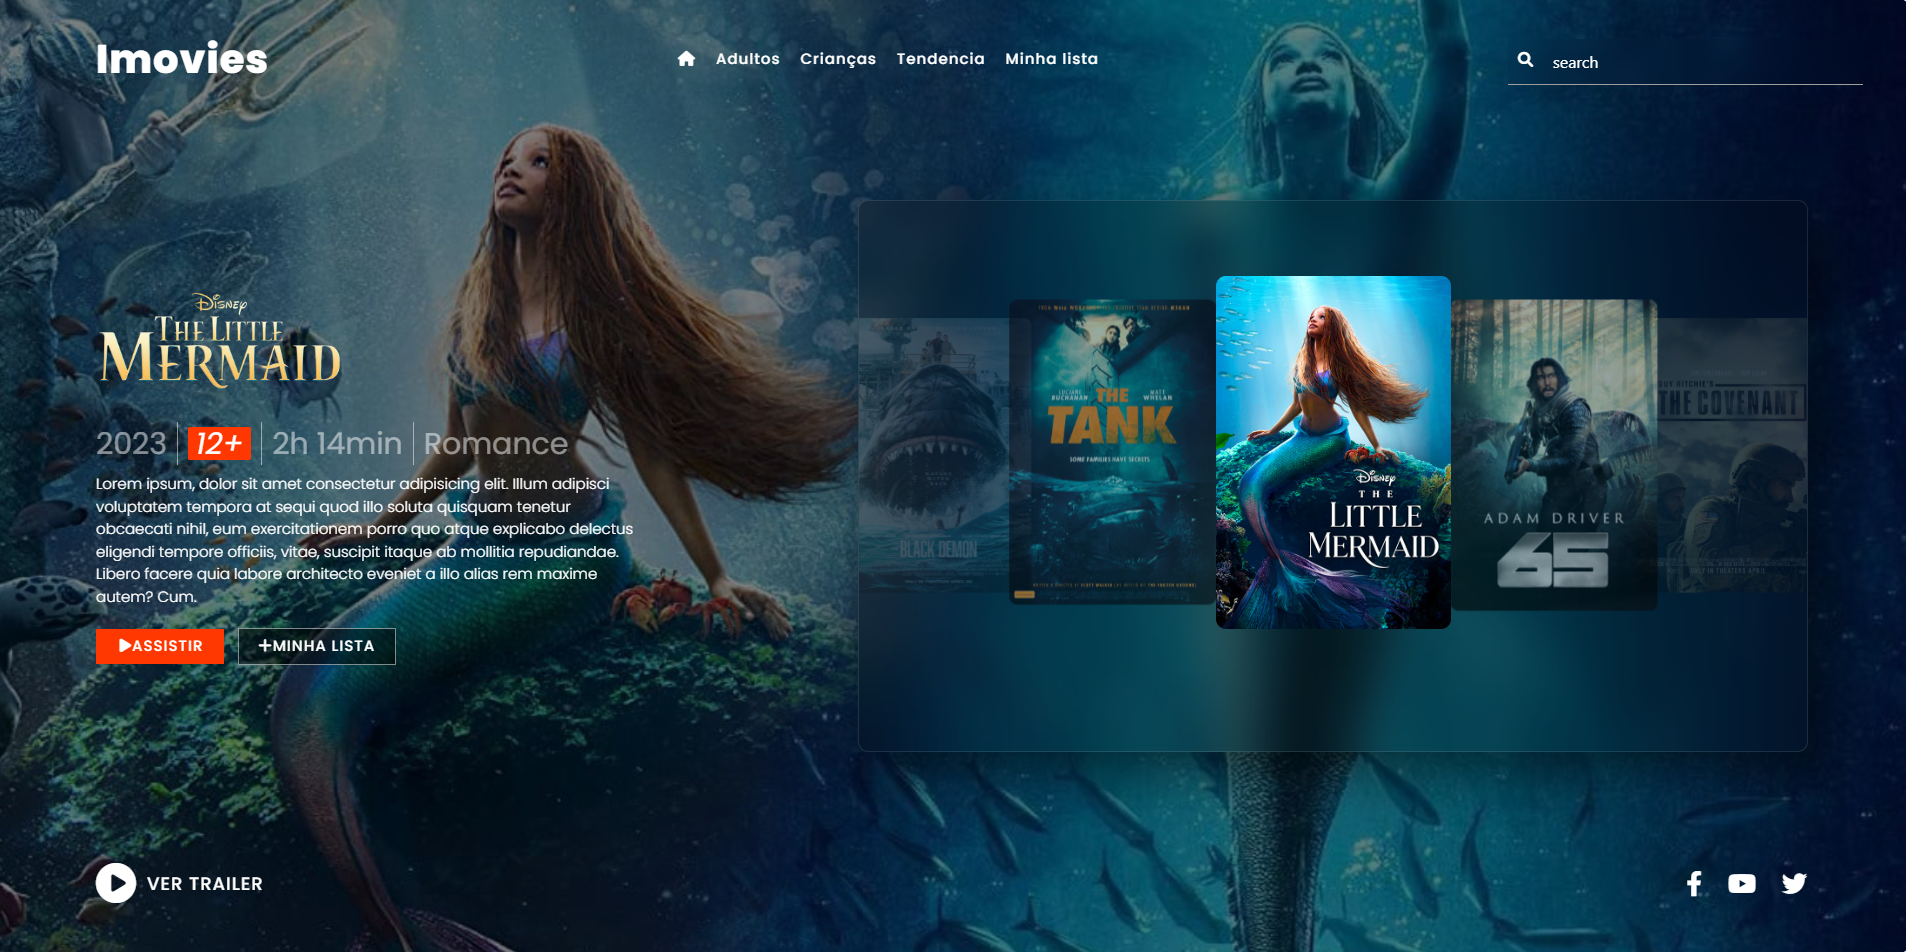 Imovies
Adultos Crianças Tendencia Minha lista
search
Disney
THE LITTLE
MERMAID
2023 12+ 2h 14min Romance
Lorem ipsum, dolor sit amet consectetur adipisicing elit. Illum adipisci
voluptatem tempora at sequi quod illo soluta quisquam tenetur
obcaecati nihil, eum exercitationem porro quo atque explicabo delectus
eligendi tempore officiis, vitae, suscipit itaque ab mollitia repudiandae.
Libero facere quia labore architecto eveniet a illo alias rem maxime
autem? Cum.
ASSISTIR
MINHA LISTA
BLACK DEMON
LUCIANE
BUCHANAN
MATT
WHELAN
THE
TANK
SOME FAMILIES HAVE SECRETS
Disney
THE
LITTLE
MERMAID
ADAM DRIVER
65
GUY RITCHIE'S
THE COVENANT
ONLY IN THEATERS APRIL
VER TRAILER